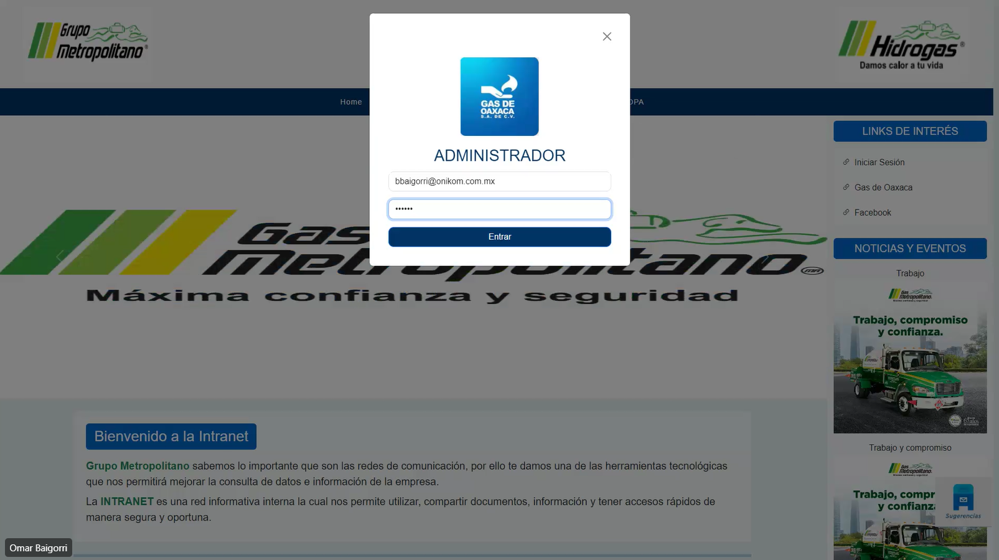 Grupo
Metropolitano
Hidrogas
Damos calor a tu vida
Home
OPA
GAS DE
OAXACA
S.A. DE C.V.
ADMINISTRADOR
bbaigorri@onikom.com.mx
••••••
Entrar
Gas
Metropolitano
MR
Máxima confianza y seguridad
LINKS DE INTERÉS
Iniciar Sesión
Gas de Oaxaca
Facebook
NOTICIAS Y EVENTOS
Trabajo
Gas
Metropolitano
Trabajo, compromiso
y confianza.
Trabajo y compromiso
Gas
Metropolitano
Trabajo, compr
y confianza
Sugerencias
Bienvenido a la Intranet
Grupo Metropolitano sabemos lo importante que son las redes de comunicación, por ello te damos una de las herramientas tecnológicas
que nos permitirá mejorar la consulta de datos e información de la empresa.
La INTRANET es una red informativa interna la cual nos permite utilizar, compartir documentos, información y tener accesos rápidos de
manera segura y oportuna.
Omar Baigorri